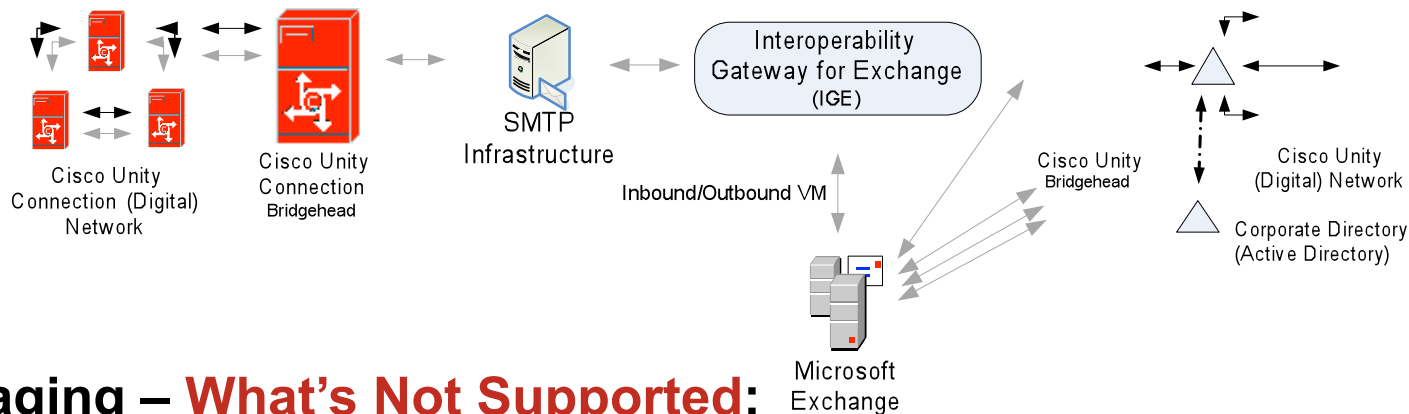 Interoperability
Gateway for Exchange
(IGE)
SMTP
Infrastructure
Cisco Unity
Connection
Bridgehead
Cisco Unity
Connection (Digital)
Network
Inbound/Outbound VM
Cisco Unity
Bridgehead
Cisco Unity
(Digital) Network
Corporate Directory
(Active Directory)
Microsoft
Exchange
aging – What's Not Supported: